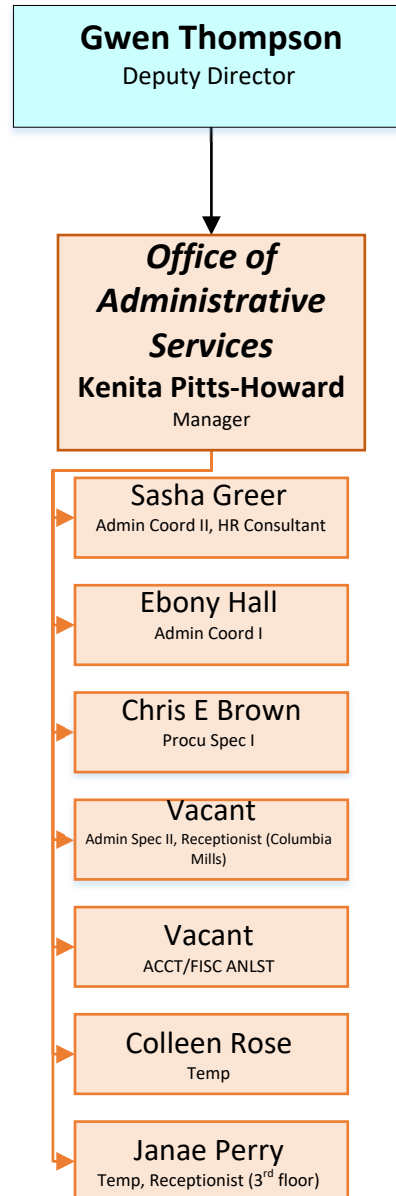 Gwen Thompson
Deputy Director
Office of
Administrative
Services
Kenita Pitts-Howard
Manager
Sasha Greer
Admin Coord II, HR Consultant
Ebony Hall
Admin Coord I
Chris E Brown
Procu Spec I
Vacant
Admin Spec II, Receptionist (Columbia
Mills)
Vacant
ACCT/FISC ANLST
Colleen Rose
Temp
Janae Perry
Temp, Receptionist (3rd floor)